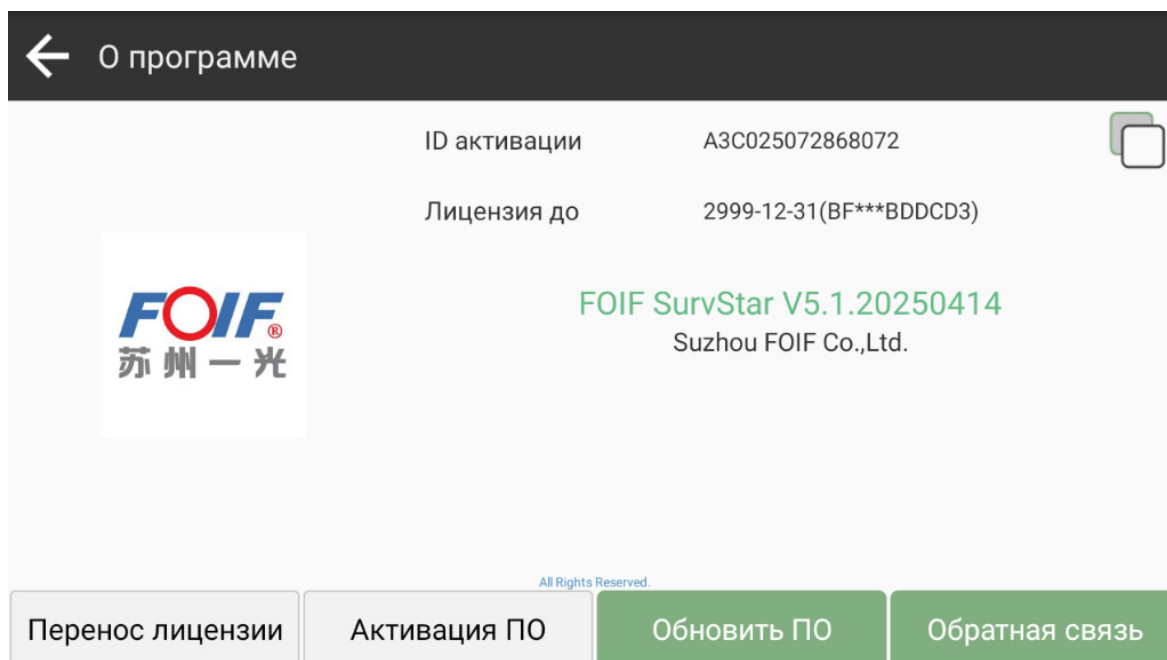 О программе
ID активации A3C025072868072
Лицензия до 2999-12-31(BF***BDDCD3)
FOIF®
苏州一光
FOIF SurvStar V5.1.20250414
Suzhou FOIF Co.,Ltd.
All Rights Reserved.
Перенос лицензии Активация ПО Обновить ПО Обратная связь